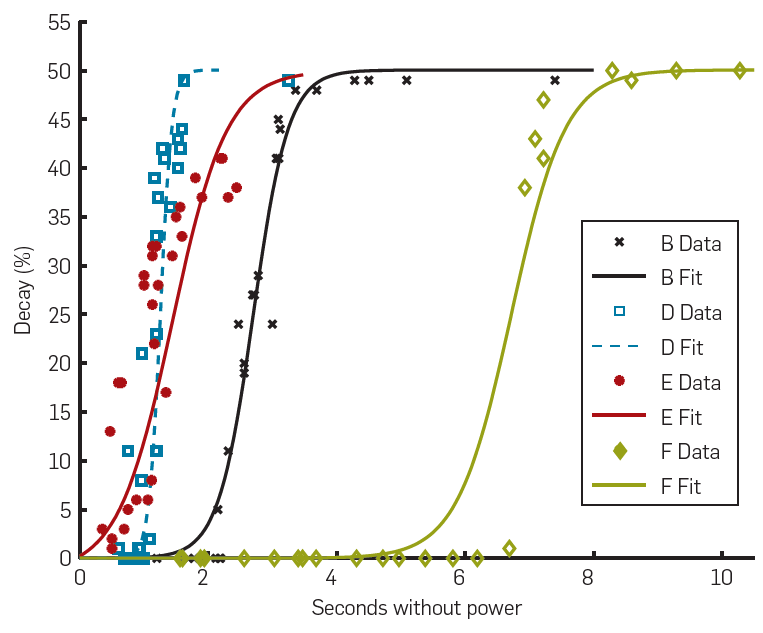 55
50
45
40
35
30
25
20
15
10
5
0
Decay (%)
0 2 3 6 8 10
Seconds without power
B Data
B Fit
D Data
D Fit
E Data
E Fit
F Data
F Fit